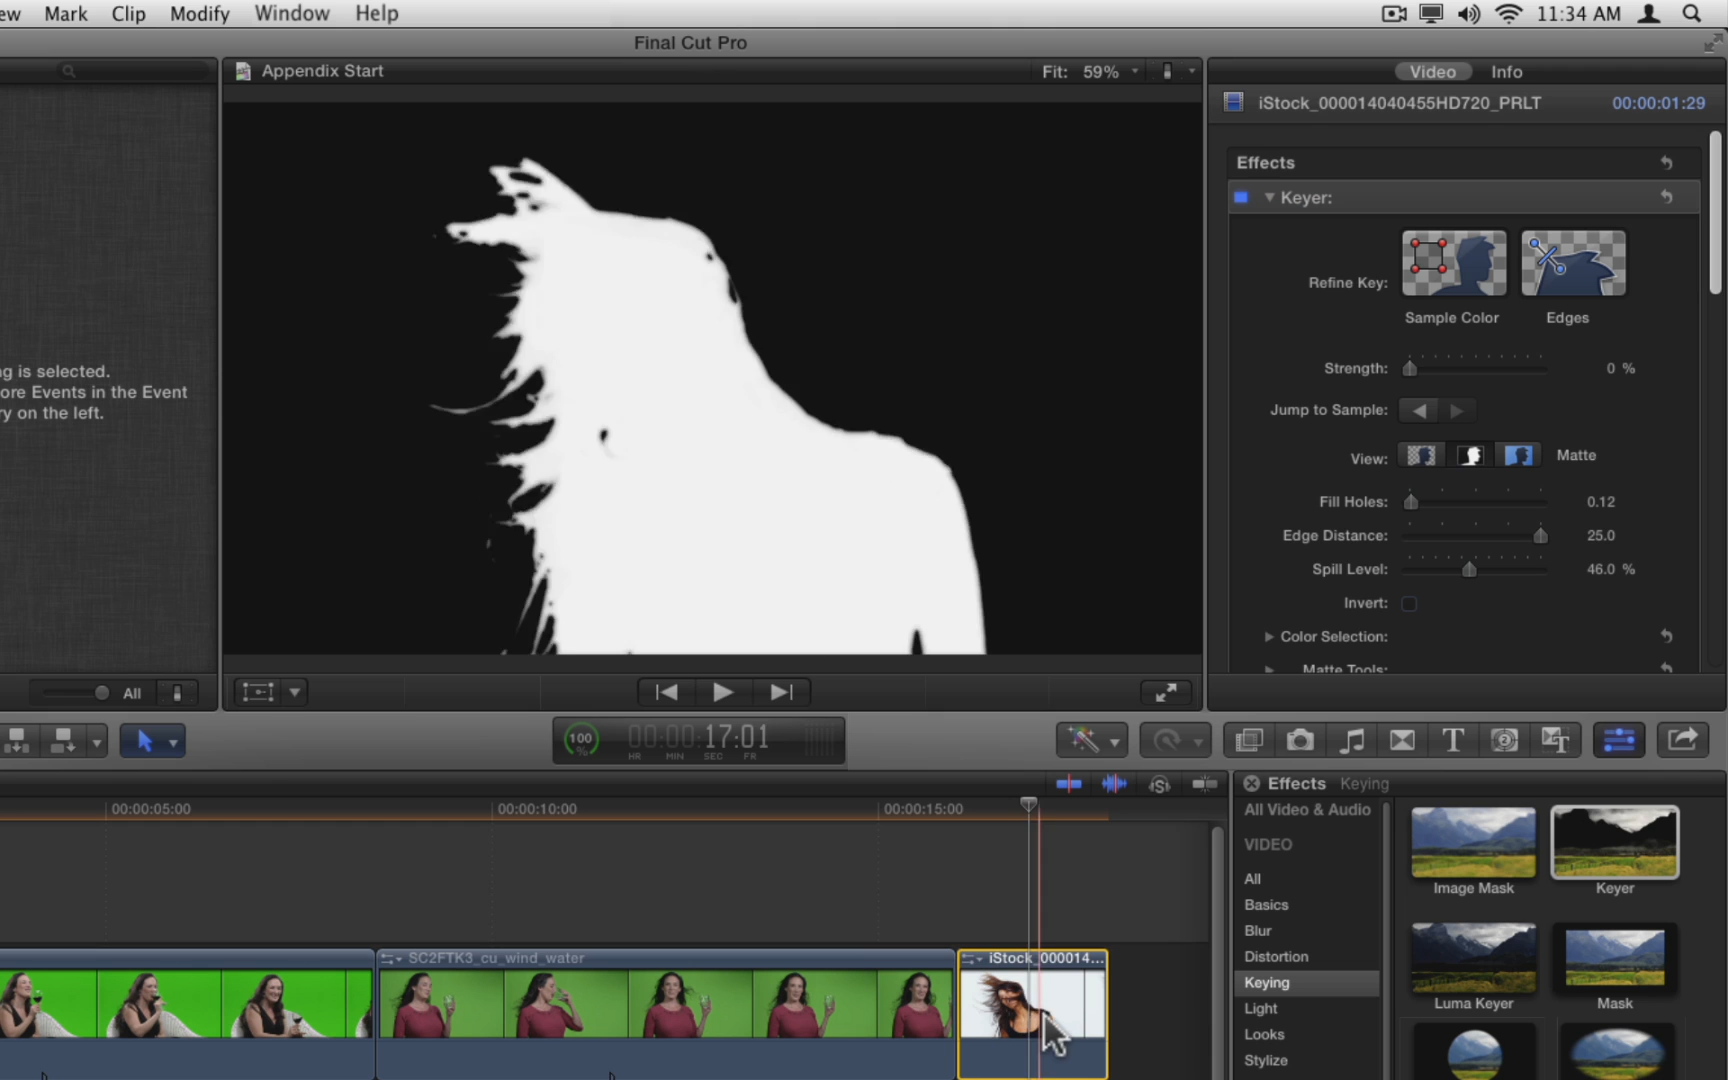 ew Mark Clip Modify Window Help 11:34 AM
Final Cut Pro
Appendix Start Fit: 59%
Video Info
iStock_000014040455HD720_PRLT 00:00:01:29
Effects
Keyer:
Refine Key:
Sample Color Edges
Strength: 0 %
Jump to Sample:
View: Matte
Fill Holes: 0.12
Edge Distance: 25.0
Spill Level: 46.0 %
Invert:
Color Selection:
Matte Tools:
g is selected.
ore Events in the Event
ry on the left.
All
100 %
00:00:17:01
HR MIN SEC FR
00:00:05:00 00:00:10:00 00:00:15:00
SC2FTK3_cu_wind_water iStock_000014...
Effects Keying
All Video & Audio
VIDEO
All
Basics
Blur
Distortion
Keying
Light
Looks
Stylize
Image Mask Keyer
Luma Keyer Mask